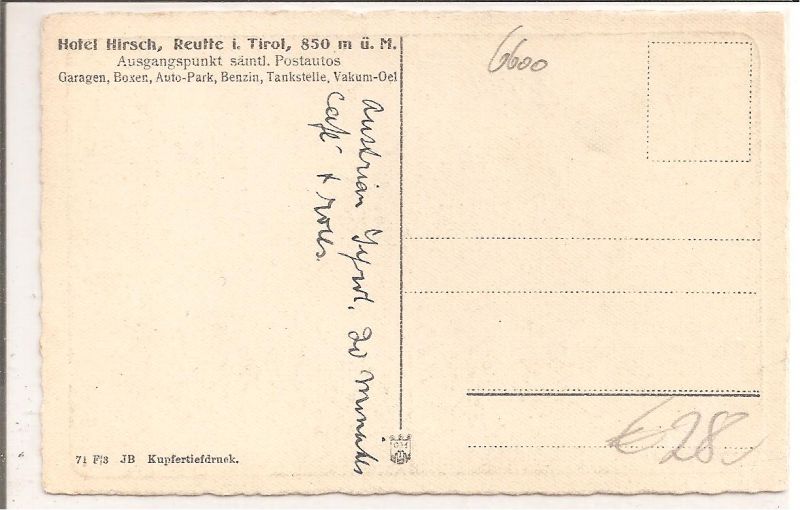 Hotel Hirsch, Reutte i. Tirol, 850 m ü. M.
Ausgangspunkt sämtl. Postautos
Garagen, Boxen, Auto-Park, Benzin, Tankstelle, Vakum-Oel
6600
Austrian Tyrol, 20 minutes
Café & rolls.
71 F/3 JB Kupfertiefdruck.
€ 28,